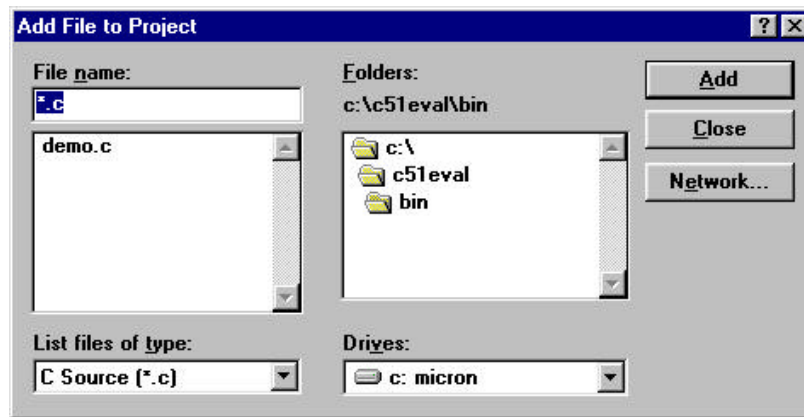 Add File to Project
File name:
*.c
demo.c
Folders:
c:\c51eval\bin
c:\
c51eval
bin
Add
Close
Network...
List files of type:
C Source (*.c)
Drives:
c: micron